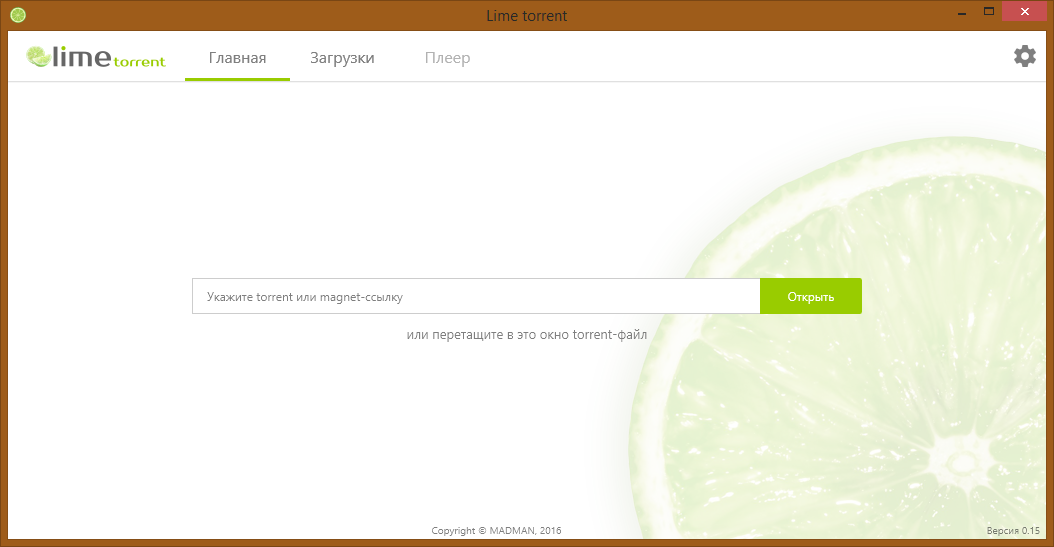 Lime torrent
lime torrent
Главная Загрузки Плеер
Укажите torrent или magnet-ссылку Открыть
или перетащите в это окно torrent-файл
Copyright © MADMAN, 2016 Версия 0.15